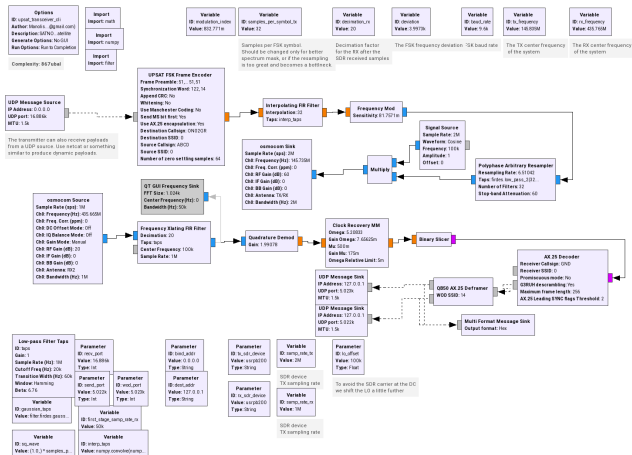 Options
ID: upsat_transceiver_cli
Author: Manolis...@gmail.com)
Description: SATNO...atellite
Generate Options: No GUI
Run Options: Run to Completion
Complexity: 867ubal
Import
Import: math
Import
Import: numpy
Import
Import: filter
Variable
ID: modulation_index
Value: 832.771m
Variable
ID: samples_per_symbol_tx
Value: 32
Samples per FSK symbol
Should be changed only for better
spectrum mask, or if the resampling
is too great and becomes a bottleneck.
Variable
ID: decimation_rx
Value: 20
Decimation factor
for the RX after the
SDR received samples
Variable
ID: deviation
Value: 3.9973k
The FSK frequency deviation
Variable
ID: baud_rate
Value: 9.6k
Variable
ID: tx_frequency
Value: 145.835M
The TX center frequency
of the system
Variable
ID: rx_frequency
Value: 435.765M
The RX center frequency
of the system
UDP Message Source
IP Address: 0.0.0.0
UDP port: 16.886k
MTU: 1.5k
The transmitter can also receive payloads
from a UDP source. Use netcat or something
similar to produce dynamic payloads.
UPSAT FSK Frame Encoder
Frame Preamble: 51,...51,51
Synchronization Word: 122,14
Append CRC: No
Whitening: No
Use Manchester Coding: No
Send MS bit first: Yes
Use AX.25 encapsulation: Yes
Destination Callsign: ON02GR
Destination SSID: 0
Source Callsign: ABCD
Source SSID: 0
Number of zero setting samples: 64
Interpolating FIR Filter
Interpolation: 32
Taps: interp_taps
Frequency Mod
Sensitivity: 81.7571m
Signal Source
Sample Rate (sps): 2M
Waveform: Cosine
Frequency: 100k
Amplitude: 1
Offset: 0
osmocom Sink
Sample Rate (sps): 2M
Ch0: Frequency (Hz): 145.735M
Ch0: Freq. Corr. (ppm): 0
Ch0: RF Gain (dB): 60
Ch0: IF Gain (dB): 0
Ch0: BB Gain (dB): 0
Ch0: Antenna: TX/RX
Ch0: Bandwidth (Hz): 2M
Multiply
Polyphase Arbitrary Resampler
Resampling Rate: 6.51042
Number of Filters: 32
Stop-band Attenuation: 60
QT GUI Frequency Sink
FFT Size: 1.024k
Center Frequency (Hz): 0
Bandwidth (Hz): 50k
osmocom Source
Sample Rate (sps): 1M
Ch0: Frequency (Hz): 435.665M
Ch0: Freq. Corr. (ppm): 0
Ch0: DC Offset Mode: Off
Ch0: IQ Balance Mode: Off
Ch0: Gain Mode: Manual
Ch0: RF Gain (dB): 20
Ch0: IF Gain (dB): 0
Ch0: BB Gain (dB): 0
Ch0: Antenna: RX2
Ch0: Bandwidth (Hz): 1M
Frequency Xlating FIR Filter
Decimation: 20
Taps: taps
Center Frequency: 100k
Sample Rate: 1M
Quadrature Demod
Gain: 1.99078
Clock Recovery MM
Omega: 5.20833
Gain Omega: 7.65625m
Mu: 500m
Gain Mu: 175m
Omega Relative Limit: 5m
Binary Slicer
AX.25 Decoder
Receiver Callsign: GND
Receiver SSID: 0
Promiscuous mode: No
G3RUH descrambling: Yes
Maximum frame length: 256
AX.25 Leading SYNC flags Threshold: 2
UDP Message Sink
IP Address: 127.0.0.1
UDP port: 5.023k
MTU: 1.5k
UDP Message Sink
IP Address: 127.0.0.1
UDP port: 5.022k
MTU: 1.5k
QB50 AX.25 Deframer
WOD SSID: 14
Multi Format Message Sink
Output format: Hex
Low-pass Filter Taps
ID: taps
Gain: 1
Sample Rate (Hz): 1M
Cutoff Freq (Hz): 20k
Transition Width (Hz): 60k
Window: Hamming
Beta: 6.76
Parameter
ID: recv_port
Value: 16.886k
Type: Int
Parameter
ID: send_port
Value: 5.022k
Type: Int
Parameter
ID: wod_port
Value: 5.023k
Type: Int
Parameter
ID: bind_addr
Value: 0.0.0.0
Type: String
Parameter
ID: dest_addr
Value: 127.0.0.1
Type: String
Parameter
ID: tx_sdr_device
Value: usrpb200
Type: String
Parameter
Value: usrpb200
Type: String
Variable
ID: samp_rate_tx
Value: 2M
SDR device
TX sampling rate
Variable
ID: samp_rate_rx
Value: 1M
SDR device
TX sampling rate
Parameter
ID: lo_offset
Value: 100k
Type: Float
To avoid the SDR carrier at the DC
we shift the LO a little further
Variable
ID: gaussian_taps
Value: firdes.gauss...
Variable
ID: first_stage_samp_rate_rx
Value: 50k
Variable
ID: sq_wave
Value: (1.0,) * samples_p...
Variable
ID: interp_taps
Value: numpy.convolve(nump...